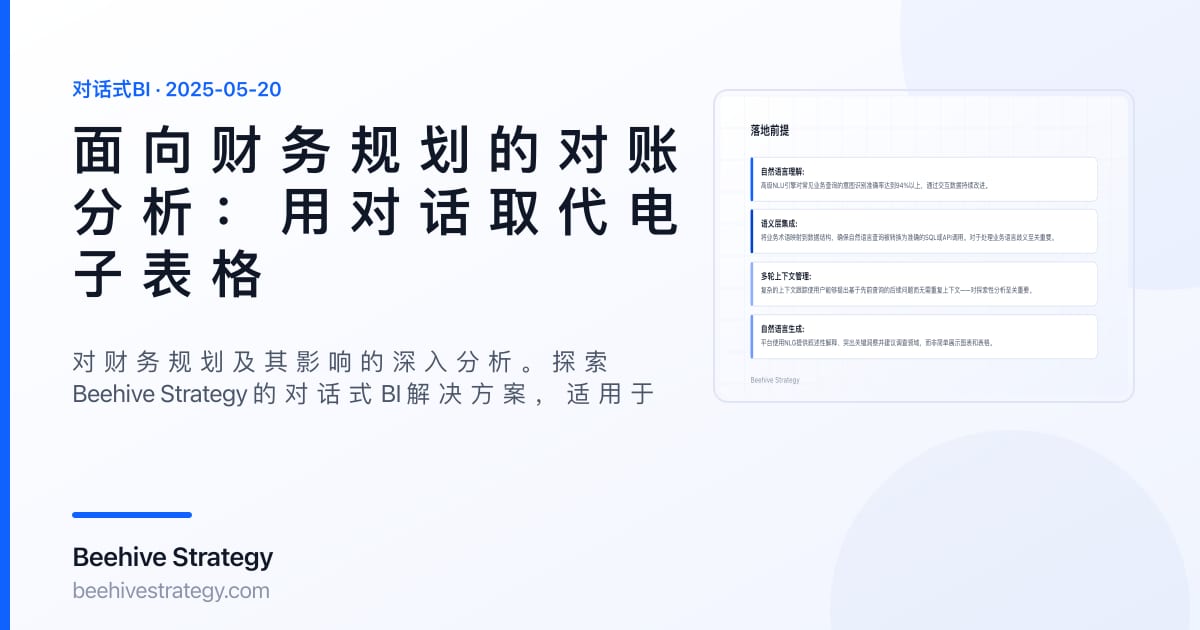 对话式BI · 2025-05-20
面向财务规划的对账
分析：用对话取代电
子表格
对财务规划及其影响的深入分析。探索
Beehive Strategy的对话式BI解决方案，适用于
Beehive Strategy
beehivestrategy.com
落地前提
自然语言理解:
高级NLU引擎对常见业务查询的意图识别准确率达到94%以上，通过交互数据持续改进。
语义层集成:
将业务术语映射到数据结构，确保自然语言查询被转换为准确的SQL或API调用。对于处理业务语言歧义至关重要。
多轮上下文管理:
复杂的上下文跟踪使用户能够提出基于先前查询的后续问题而无需重复上下文——对探索性分析至关重要。
自然语言生成:
平台使用NLG提供叙述性解释，突出关键洞察并建议调查领域，而非简单展示图表和表格。
Beehive Strategy